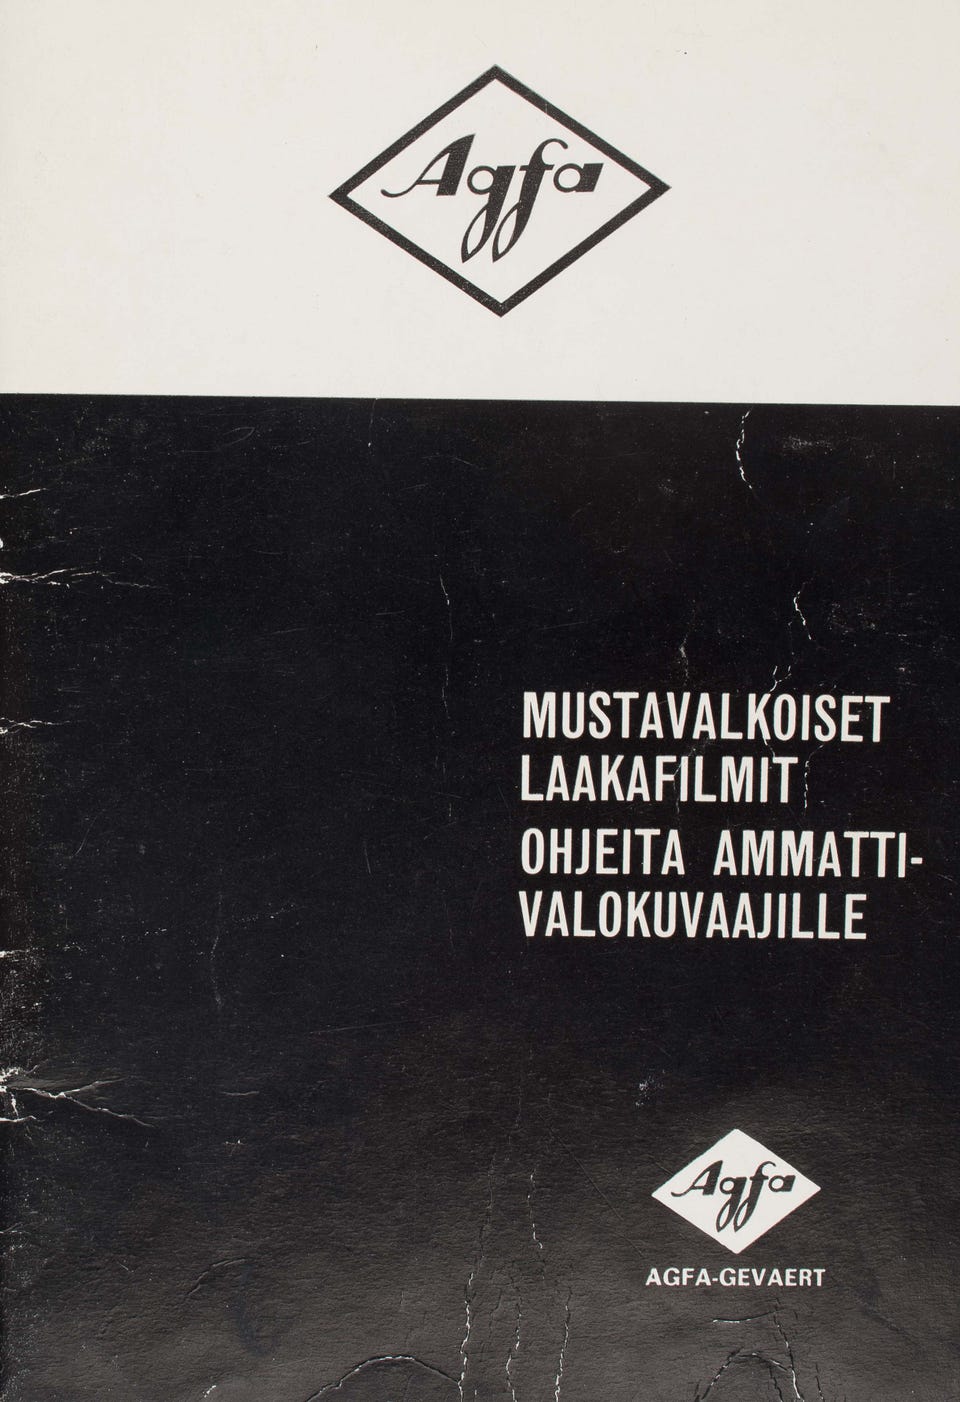 Agfa
MUSTAVALKOISET
LAAKAFILMIT
OHJEITA AMMATTI-
VALOKUVAAJILLE
Agfa
AGFA-GEVAERT